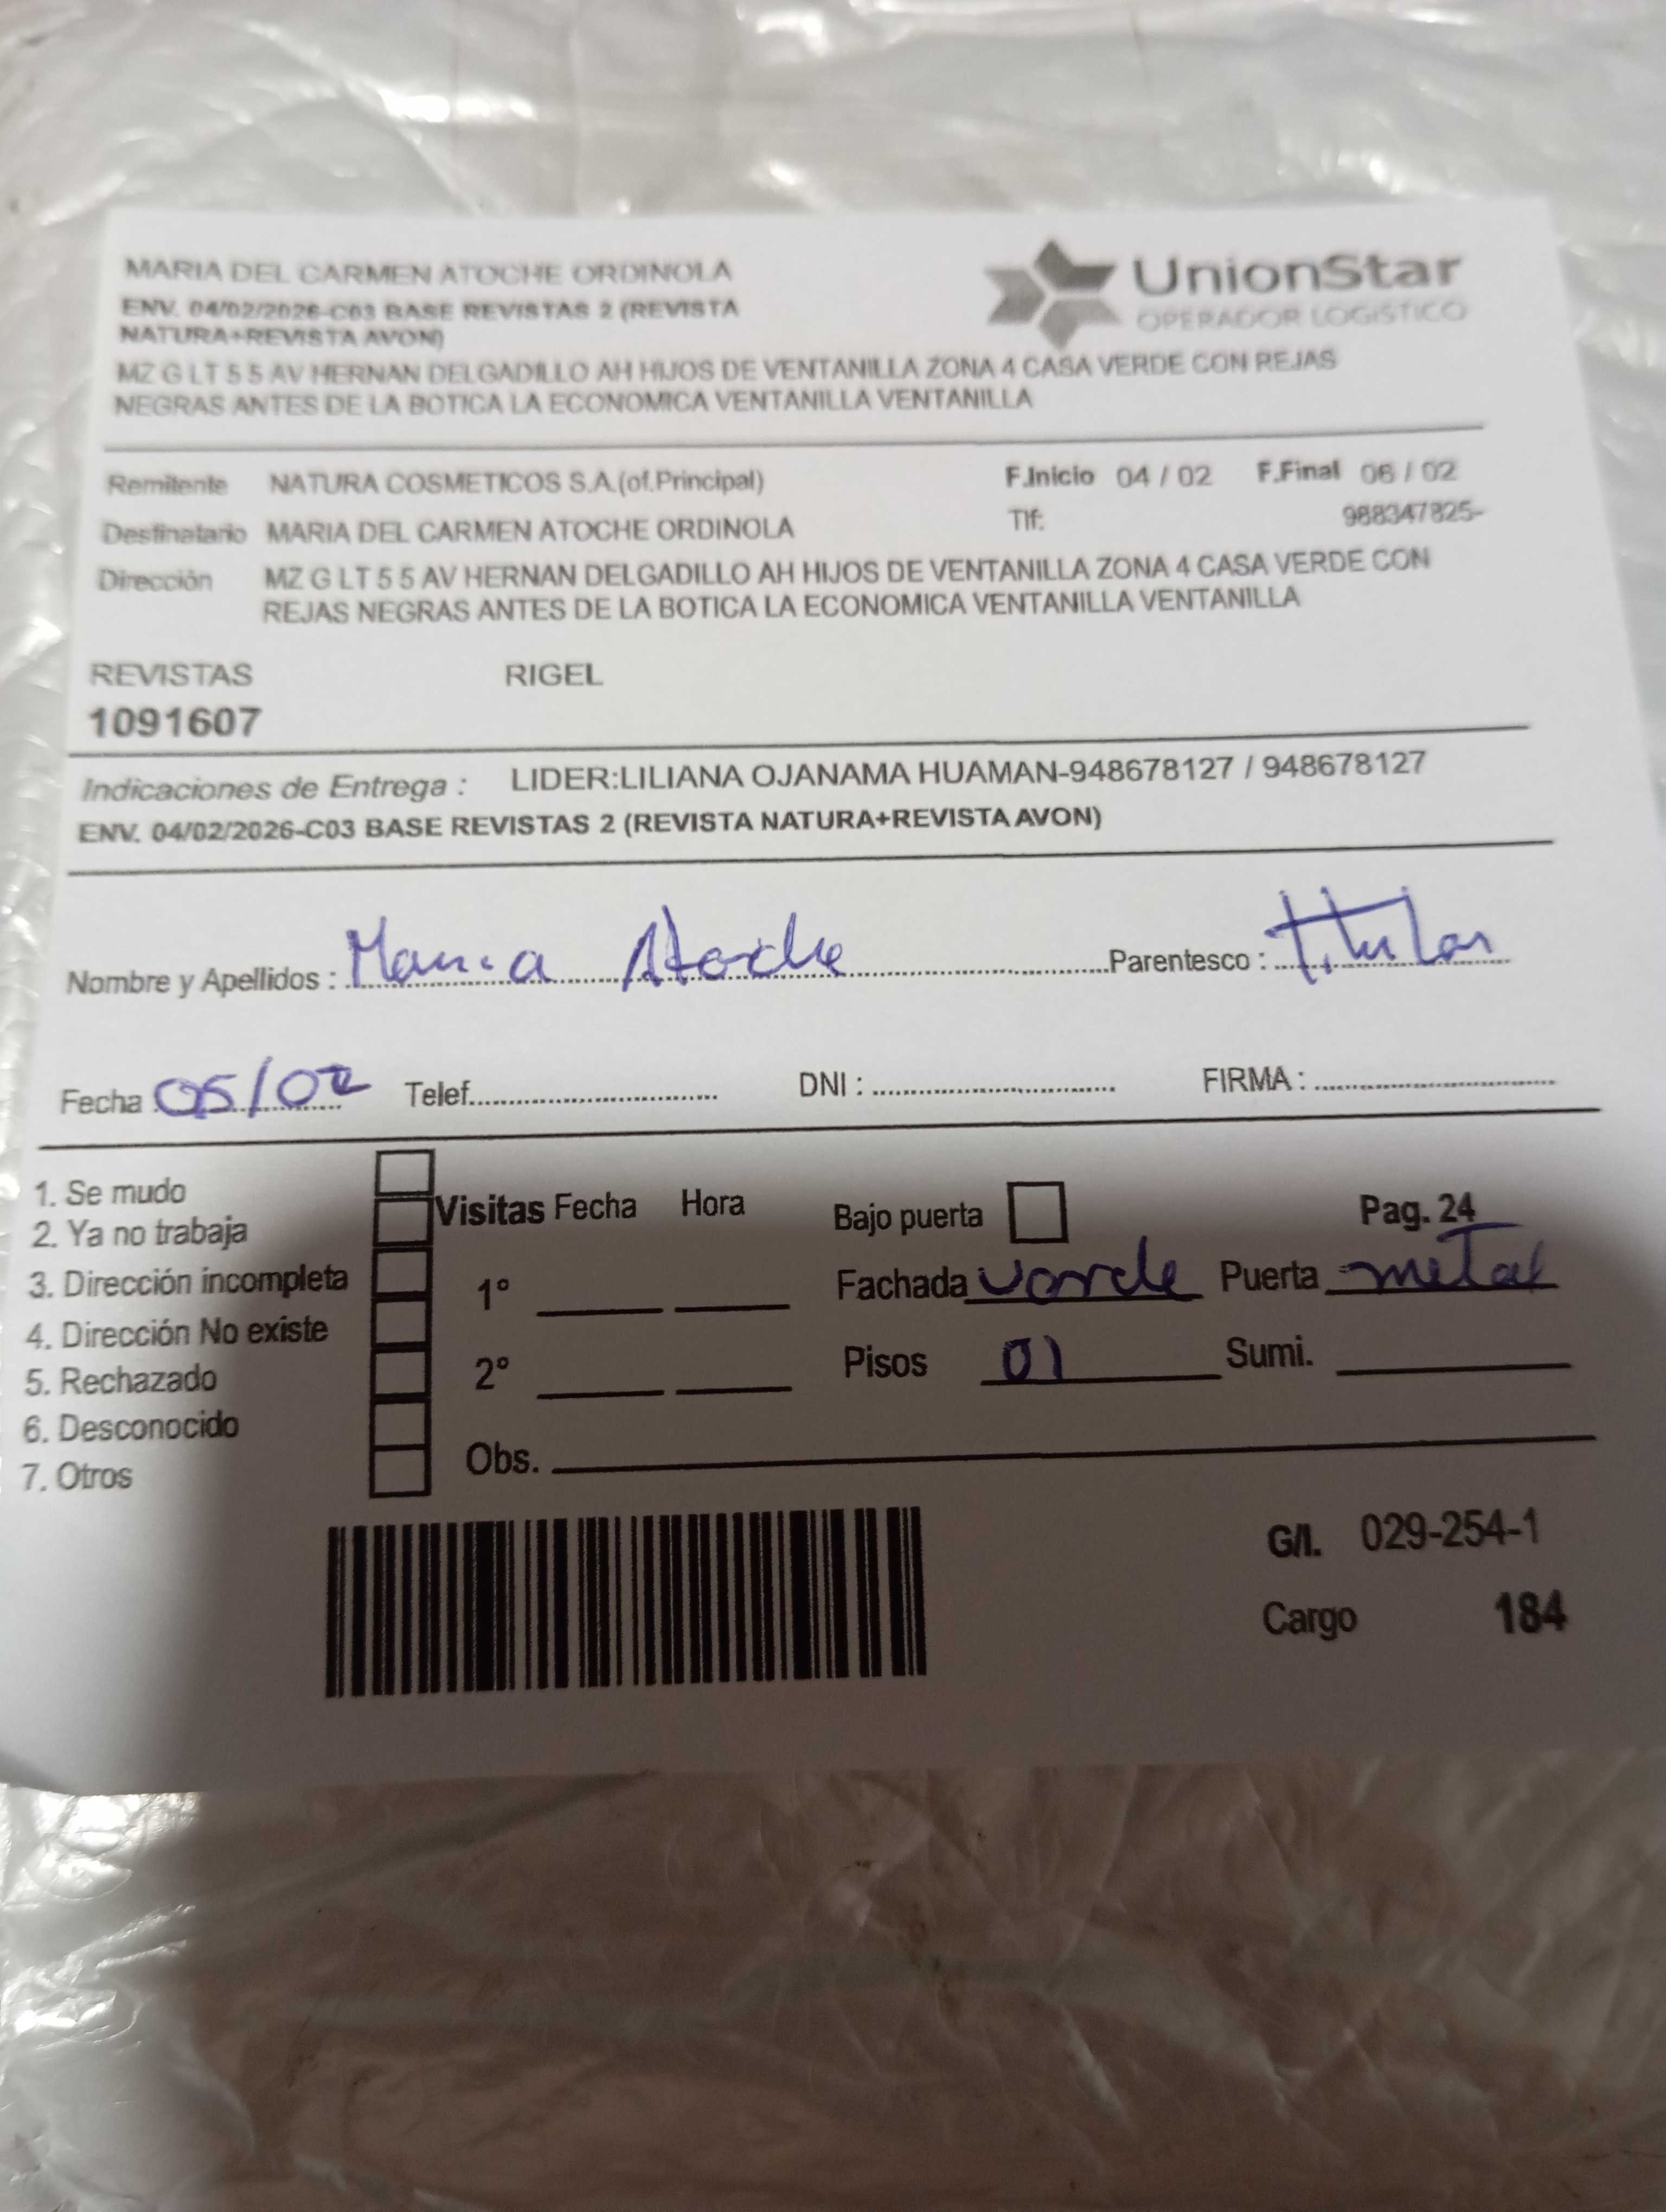 MARIA DEL CARMEN ATOCHE ORDINOLA
ENV. 04/02/2026-C03 BASE REVISTAS 2 (REVISTA
NATURA+REVISTA AVON)
UnionStar
OPERADOR LOGISTICO
MZ G LT 5 5 AV HERNAN DELGADILLO AH HIJOS DE VENTANILLA ZONA 4 CASA VERDE CON REJAS
NEGRAS ANTES DE LA BOTICA LA ECONOMICA VENTANILLA VENTANILLA
Remitente NATURA COSMETICOS S.A.(of.Principal) F.Inicio 04 / 02 F.Final 06 / 02
Destinatario MARIA DEL CARMEN ATOCHE ORDINOLA Tlf: 988347825-
Dirección MZ G LT 5 5 AV HERNAN DELGADILLO AH HIJOS DE VENTANILLA ZONA 4 CASA VERDE CON
REJAS NEGRAS ANTES DE LA BOTICA LA ECONOMICA VENTANILLA VENTANILLA
REVISTAS RIGEL
1091607
Indicaciones de Entrega : LIDER:LILIANA OJANAMA HUAMAN-948678127 / 948678127
ENV. 04/02/2026-C03 BASE REVISTAS 2 (REVISTA NATURA+REVISTA AVON)
Nombre y Apellidos : Maria Atoche Parentesco : titular
Fecha 05/02 Telef. DNI : FIRMA :
1. Se mudo
2. Ya no trabaja
3. Dirección incompleta
4. Dirección No existe
5. Rechazado
6. Desconocido
7. Otros
Visitas Fecha Hora
1°
2°
Obs.
Bajo puerta Pag. 24
Fachada verde Puerta metal
Pisos 01 Sumi.
G/I. 029-254-1
Cargo 184